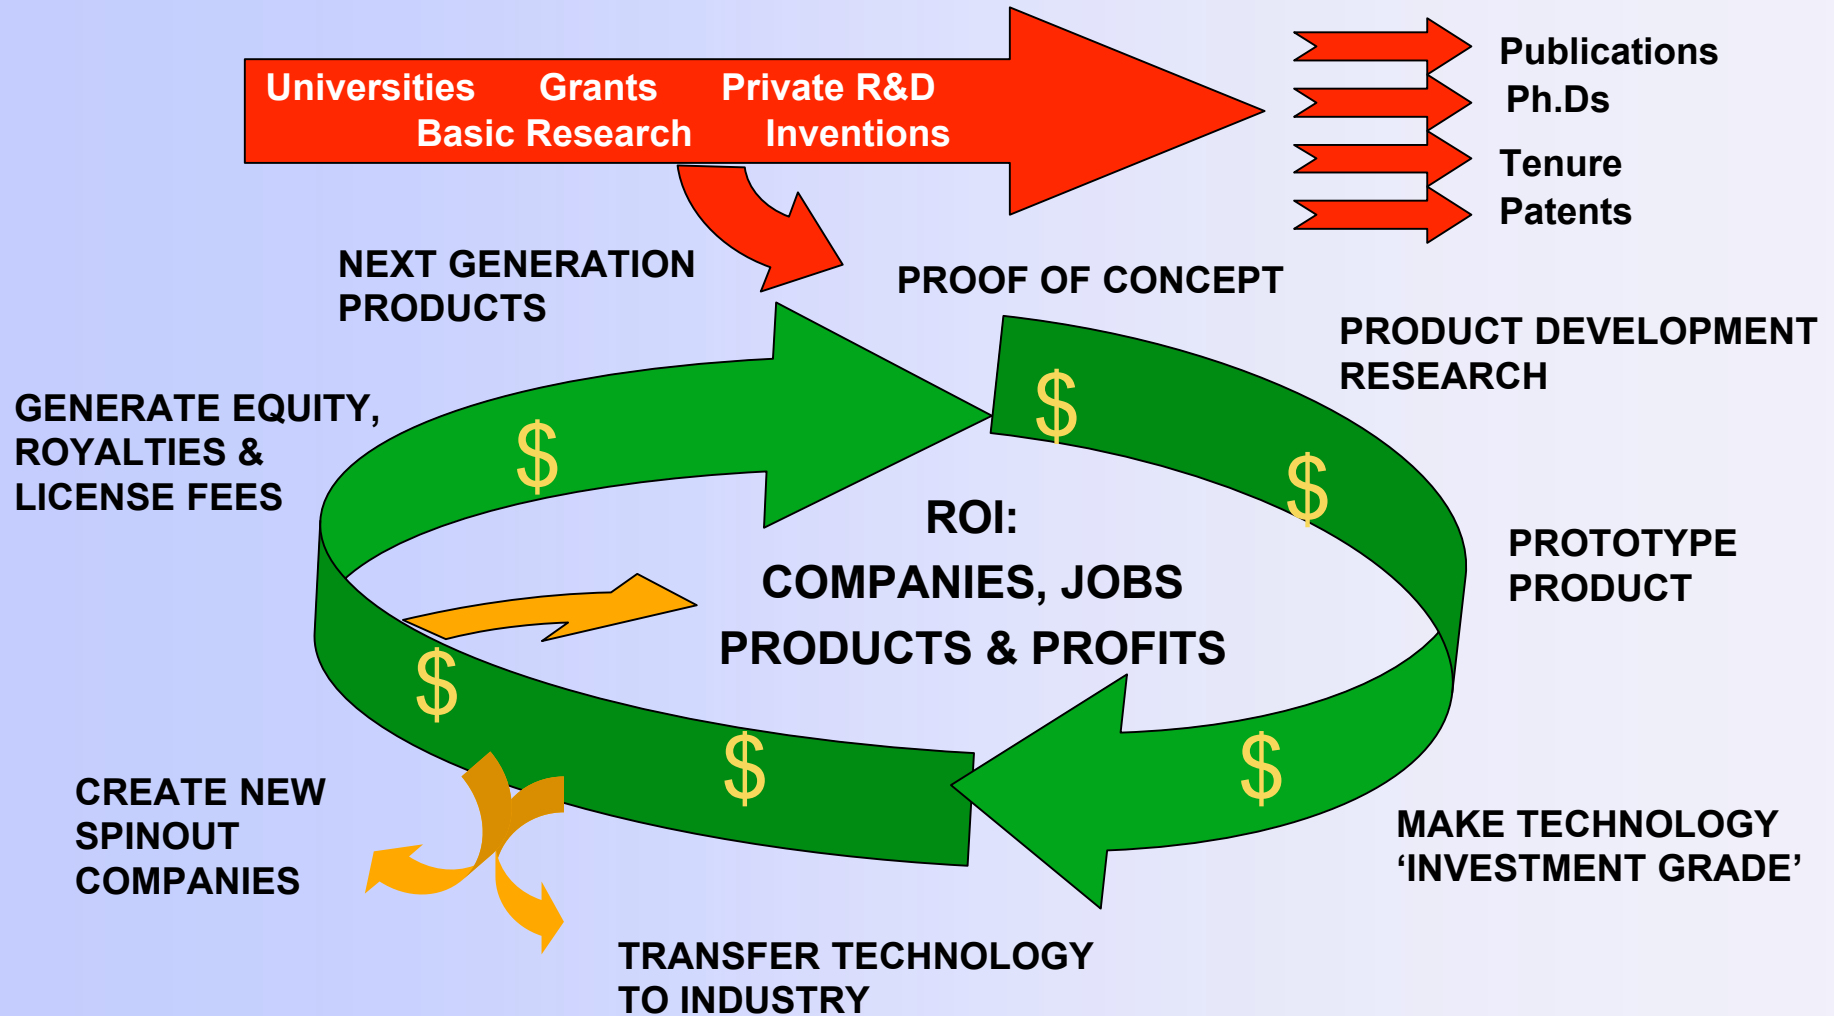 Universities Grants Private R&D
Basic Research Inventions
Publications
Ph.Ds
Tenure
Patents
NEXT GENERATION
PRODUCTS
PROOF OF CONCEPT
PRODUCT DEVELOPMENT
RESEARCH
GENERATE EQUITY,
ROYALTIES &
LICENSE FEES
$
$
$
ROI:
COMPANIES, JOBS
PRODUCTS & PROFITS
PROTOTYPE
PRODUCT
$
$
$
CREATE NEW
SPINOUT
COMPANIES
MAKE TECHNOLOGY
‘INVESTMENT GRADE’
TRANSFER TECHNOLOGY
TO INDUSTRY